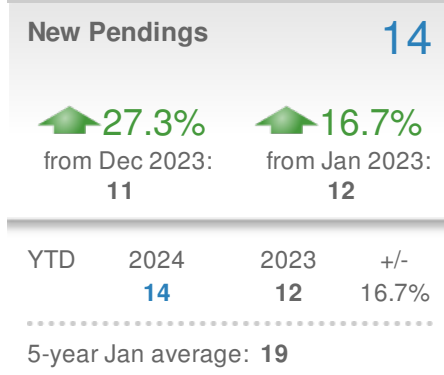 New Pendings 14
27.3% 16.7%
from Dec 2023: from Jan 2023:
11 12
YTD 2024 2023 +/-
14 12 16.7%
5-year Jan average: 19